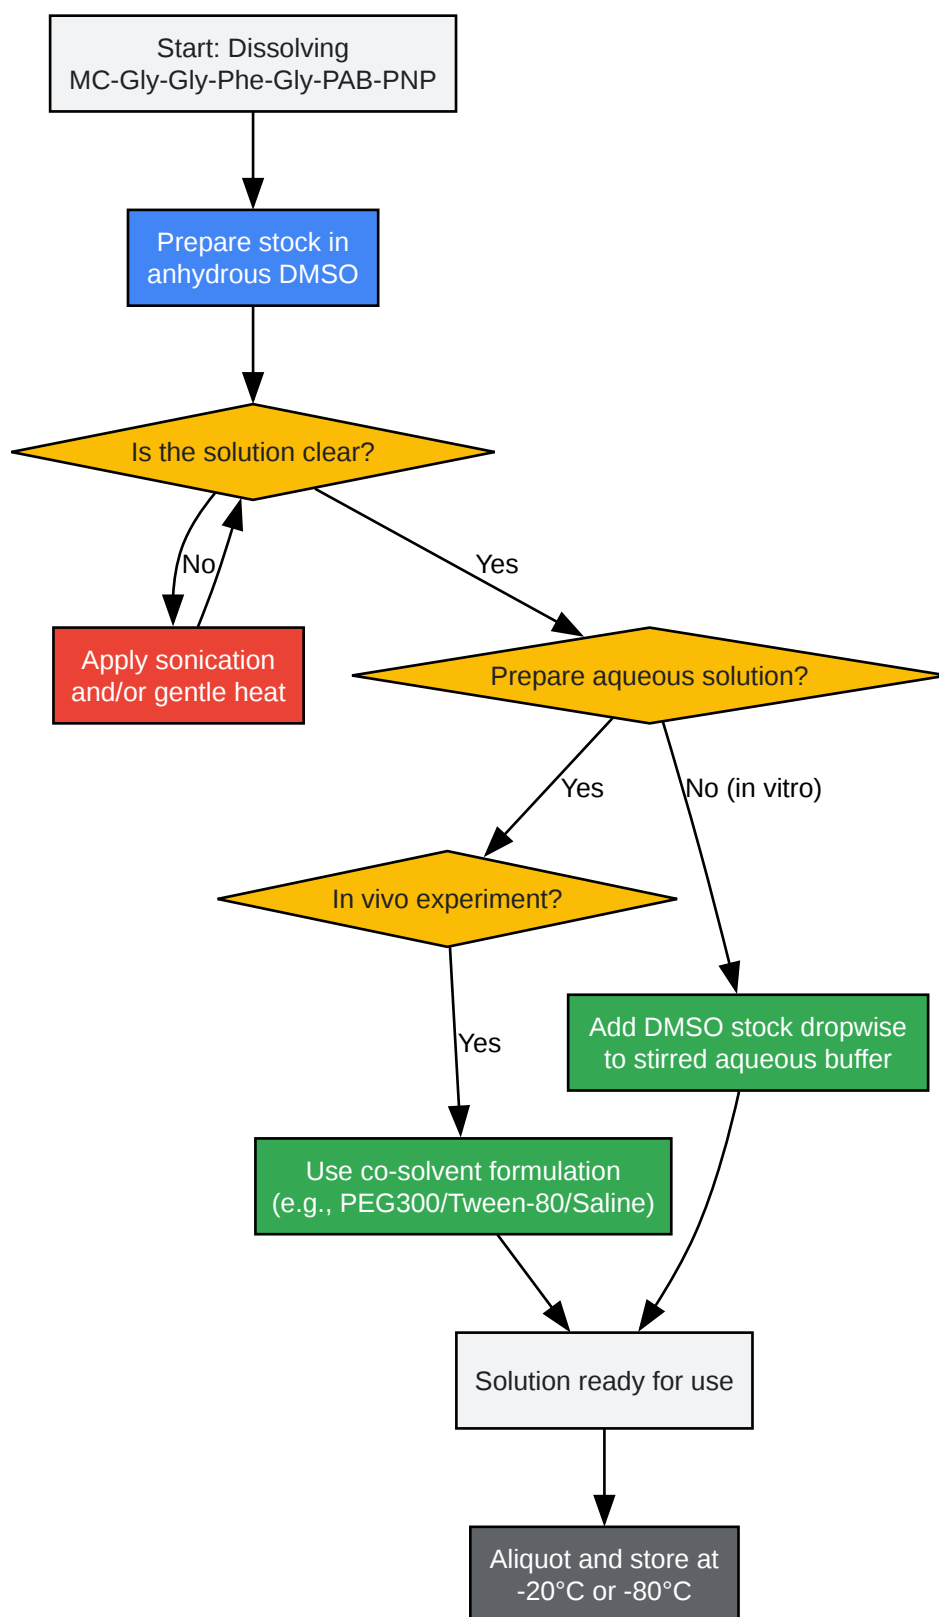 Start: Dissolving
MC-Gly-Gly-Phe-Gly-PAB-PNP
Prepare stock in
anhydrous DMSO
Is the solution clear?
No
Yes
Apply sonication
and/or gentle heat
Prepare aqueous solution?
Yes
No (in vitro)
In vivo experiment?
Yes
Add DMSO stock dropwise
to stirred aqueous buffer
Use co-solvent formulation
(e.g., PEG300/Tween-80/Saline)
Solution ready for use
Aliquot and store at
-20°C or -80°C